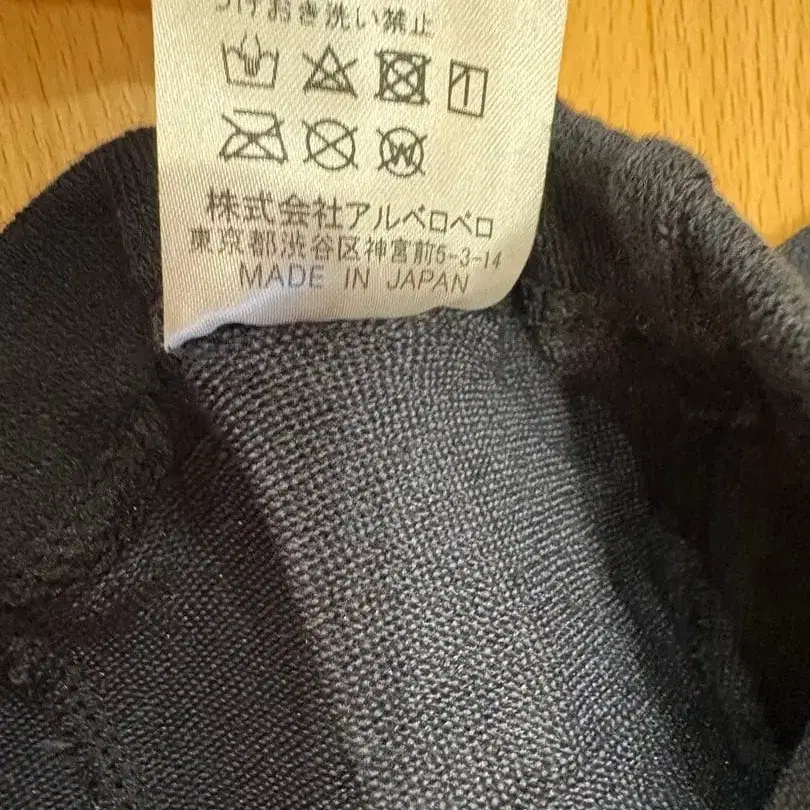 つけおき洗い禁止
W
株式会社アルベロベロ
東京都渋谷区神宮前5-3-14
MADE IN JAPAN